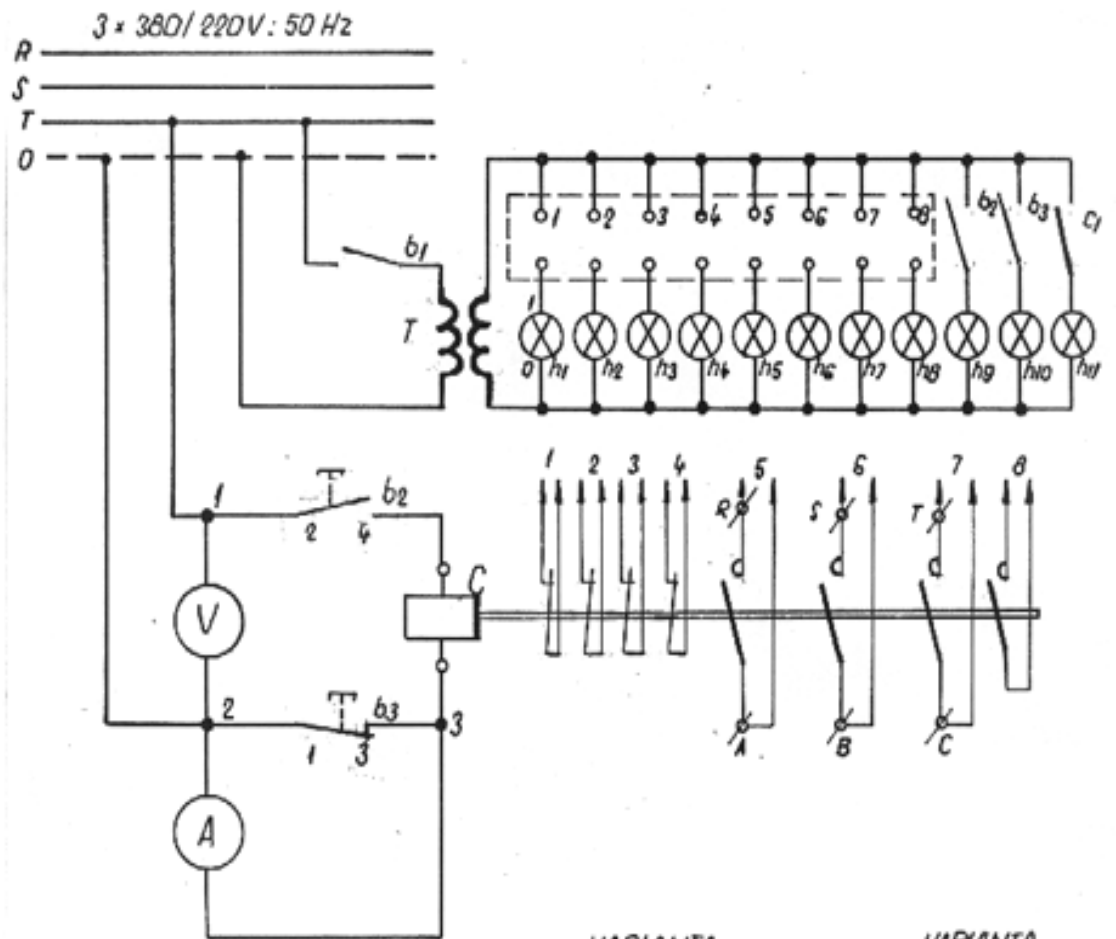 3 × 380/220V : 50 Hz
R
S
T
0
1 2 3 4 5 6 7 8 b2 b3 c1
b1
T
1
0 h1 h2 h3 h4 h5 h6 h7 h8 h9 h10 h11
1 2 3 4 5 6 7 8
1 2 4 b2
R S T
C
V
2 1 3 b3 3
A B C
A
VARIANTA VARIANTA